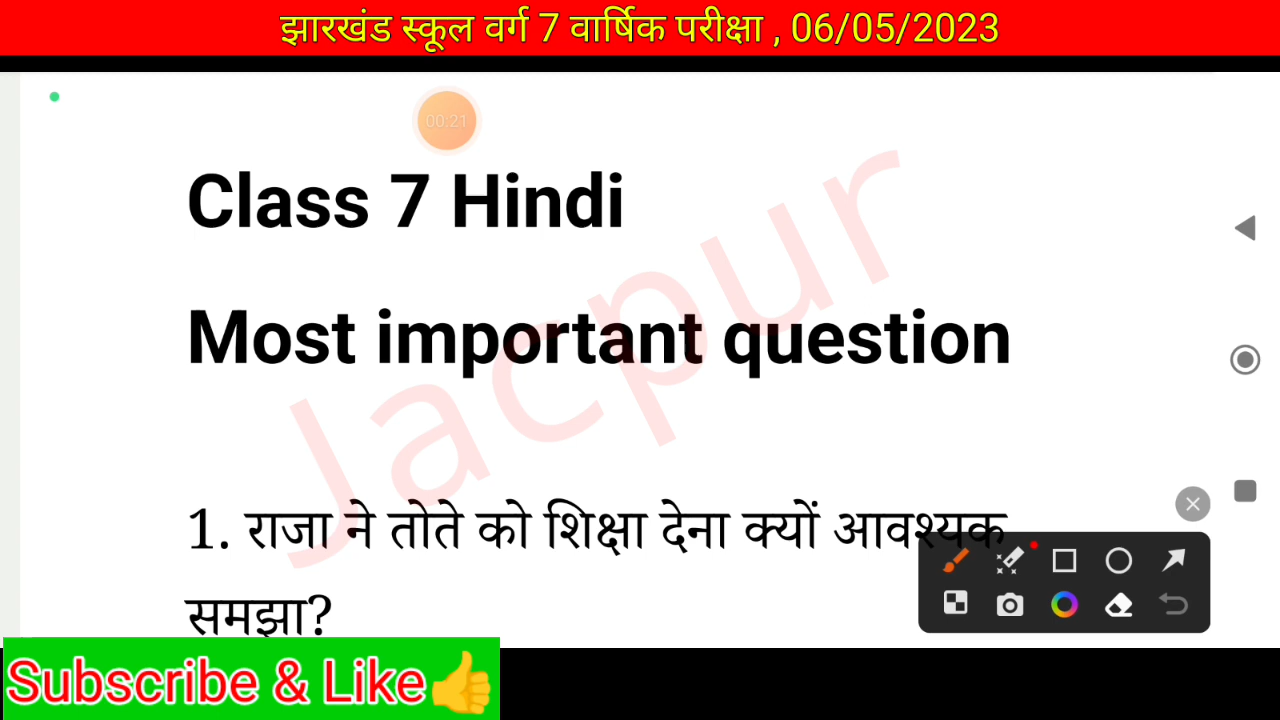 झारखंड स्कूल वर्ग 7 वार्षिक परीक्षा , 06/05/2023
00:21
Class 7 Hindi
Most important question
Jacpur
1. राजा ने तोते को शिक्षा देना क्यों आवश्यक
समझा?
Subscribe & Like